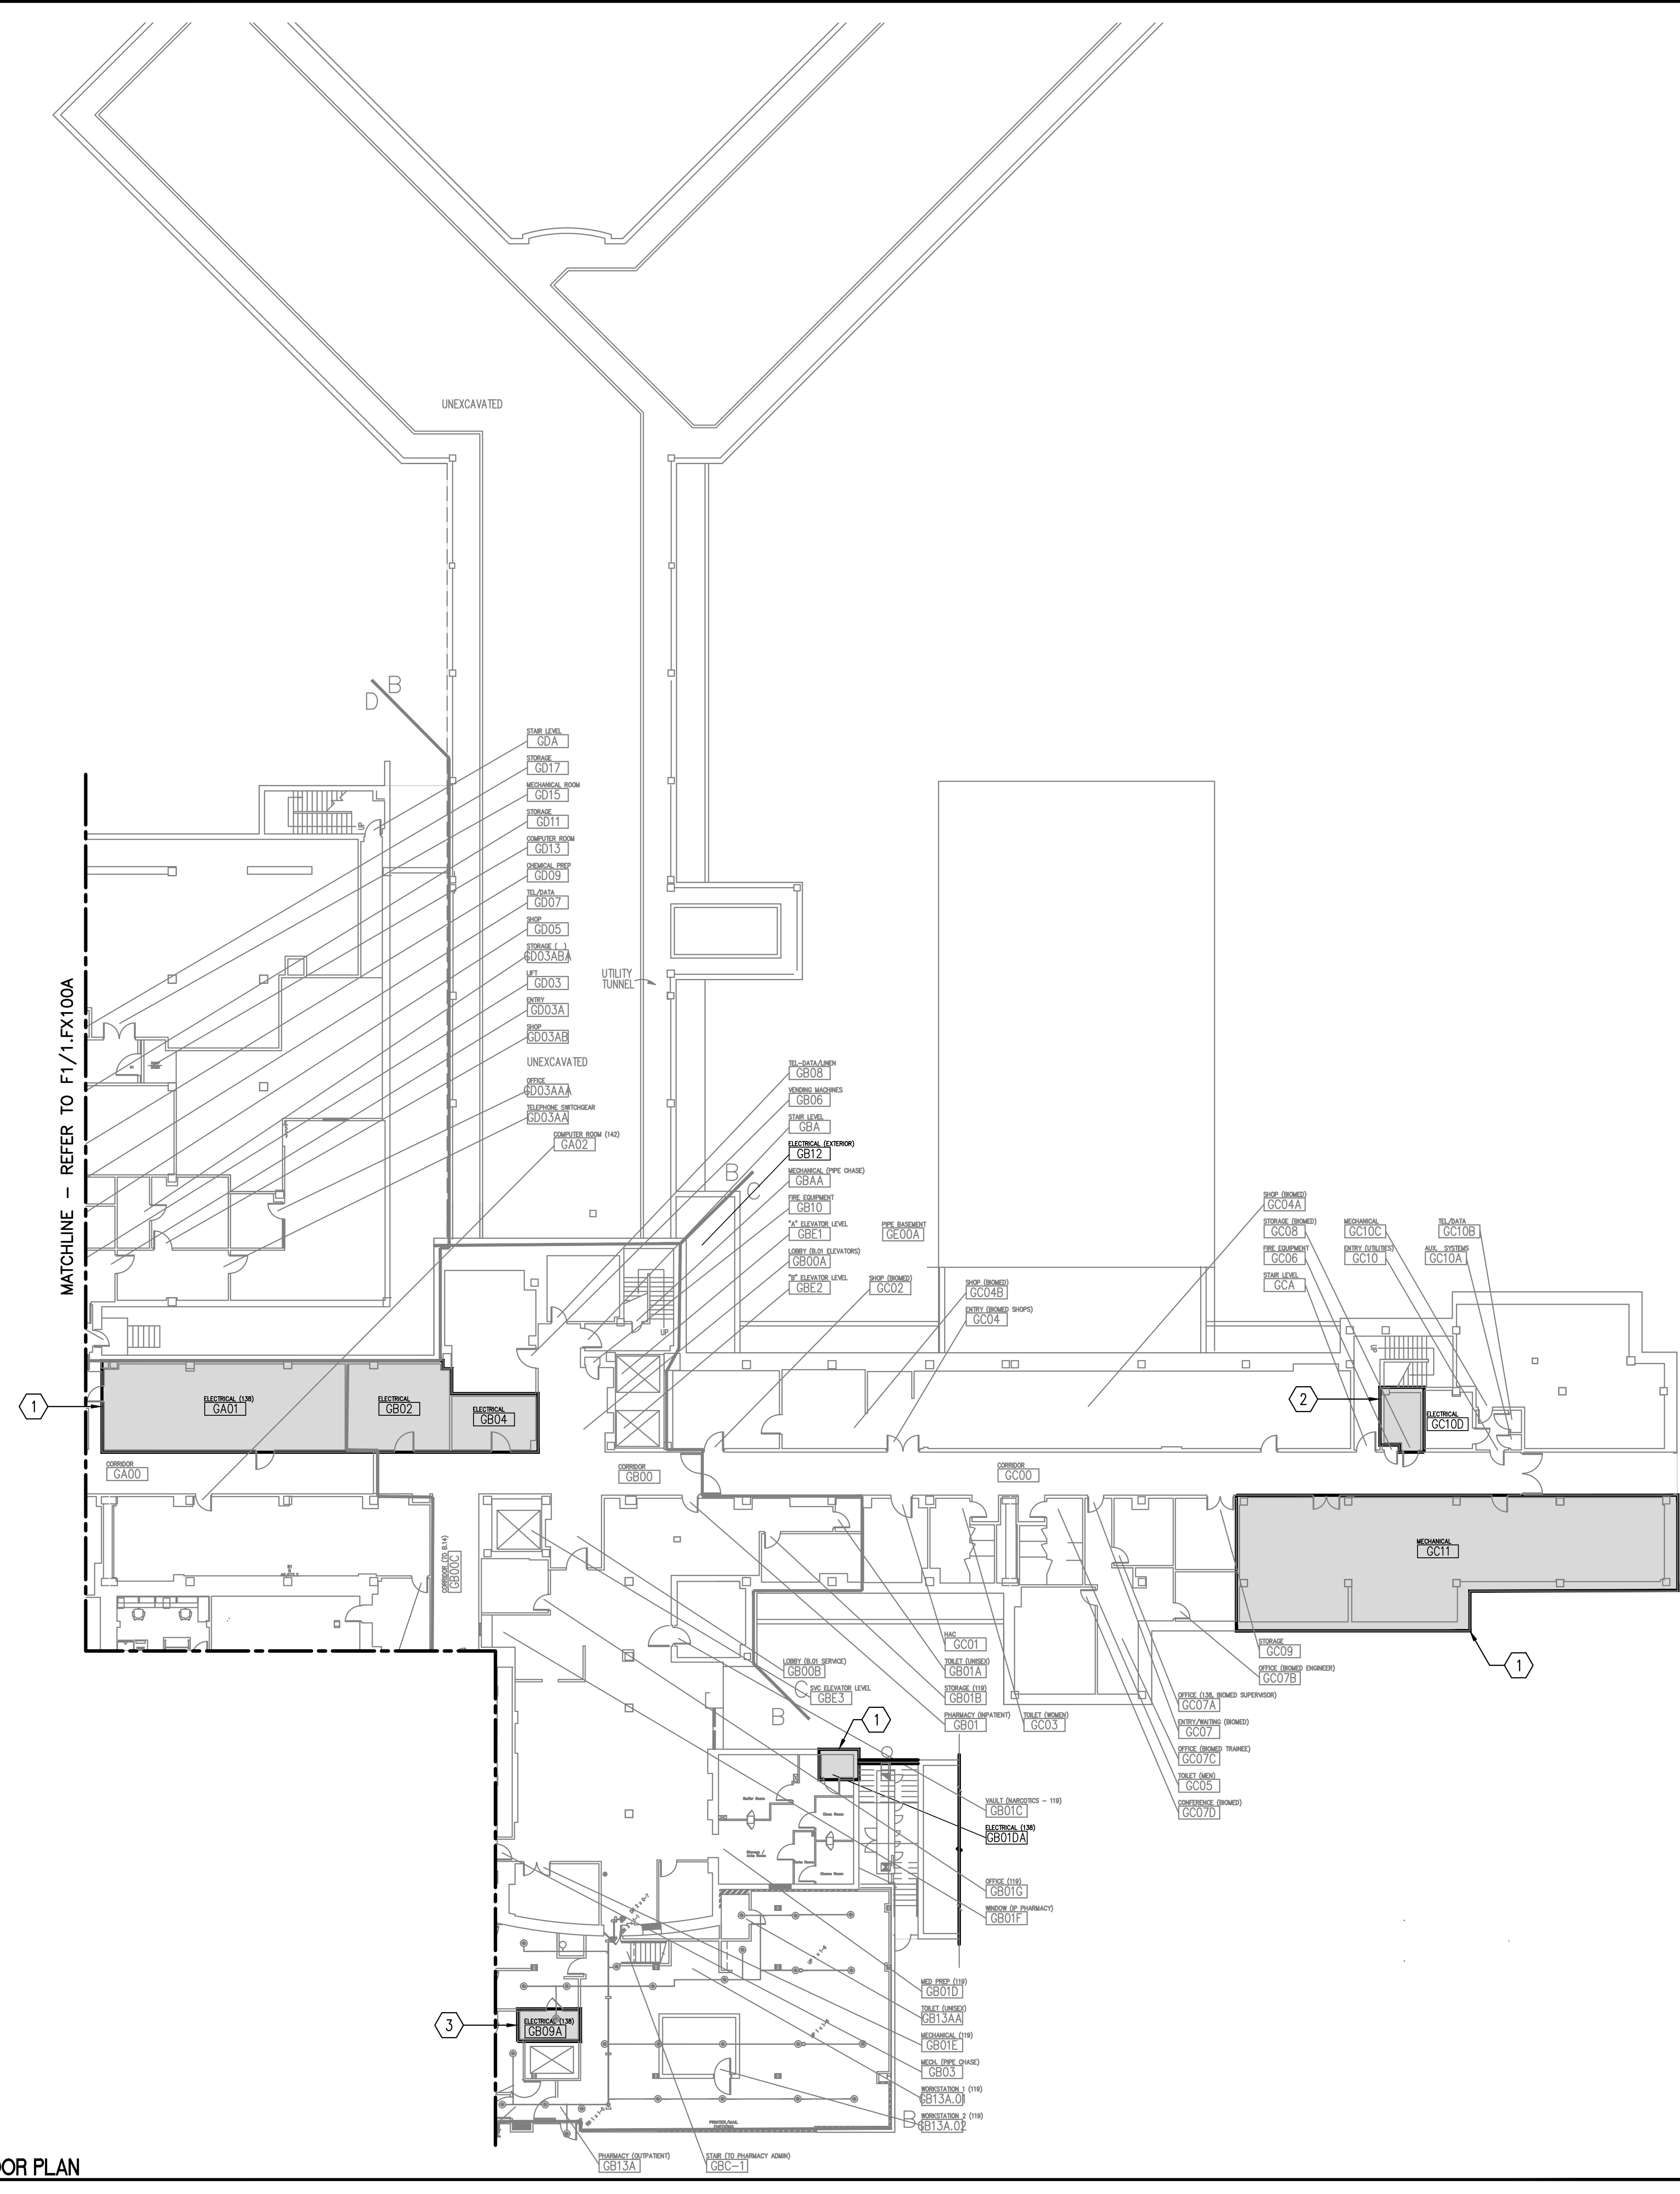 UNEXCAVATED
B
D
STAIR LEVEL
GDA
STORAGE
GD17
MECHANICAL ROOM
GD15
STORAGE
GD11
COMPUTER ROOM
GD13
CHEMICAL PREP
GD09
TEL/DATA
GD07
SHOP
GD05
STORAGE ( )
GD03ABA
LIFT
GD03
ENTRY
GD03A
SHOP
GD03AB
UNEXCAVATED
OFFICE
GD03AAA
TELEPHONE SWITCHGEAR
GD03AA
COMPUTER ROOM (142)
GA02
UP
UTILITY
TUNNEL
MATCHLINE - REFER TO F1/1.FX100A
TEL-DATA/LINEN
GB08
VENDING MACHINES
GB06
STAIR LEVEL
GBA
ELECTRICAL (EXTERIOR)
GB12
MECHANICAL (PIPE CHASE)
GBAA
FIRE EQUIPMENT
GB10
"A" ELEVATOR LEVEL
GBE1
LOBBY (B.01 ELEVATORS)
GB00A
"B" ELEVATOR LEVEL
GBE2
B
C
PIPE BASEMENT
GE00A
SHOP (BIOMED)
GC02
SHOP (BIOMED)
GC04B
ENTRY (BIOMED SHOPS)
GC04
SHOP (BIOMED)
GC04A
STORAGE (BIOMED)
GC08
FIRE EQUIPMENT
GC06
STAIR LEVEL
GCA
MECHANICAL
GC10C
ENTRY (UTILITIES)
GC10
TEL/DATA
GC10B
AUX. SYSTEMS
GC10A
UP
UP
1
ELECTRICAL (138)
GA01
ELECTRICAL
GB02
ELECTRICAL
GB04
2
ELECTRICAL
GC10D
CORRIDOR
GA00
CORRIDOR
GB00
CORRIDOR
GC00
CORRIDOR (TO B.14)
GB00C
MECHANICAL
GC11
1
HAC
GC01
TOILET (UNISEX)
GB01A
STORAGE (119)
GB01B
PHARMACY (INPATIENT)
GB01
TOILET (WOMEN)
GC03
LOBBY (B.01 SERVICE)
GB00B
SVC ELEVATOR LEVEL
GBE3
C
B
STORAGE
GC09
OFFICE (BIOMED ENGINEER)
GC07B
OFFICE (138, BIOMED SUPERVISOR)
GC07A
ENTRY/WAITING (BIOMED)
GC07
OFFICE (BIOMED TRAINEE)
GC07C
TOILET (MEN)
GC05
CONFERENCE (BIOMED)
GC07D
1
VAULT (NARCOTICS - 119)
GB01C
ELECTRICAL (138)
GB01DA
OFFICE (119)
GB01G
WINDOW (IP PHARMACY)
GB01F
MED PREP (119)
GB01D
TOILET (UNISEX)
GB13AA
MECHANICAL (119)
GB01E
MECH. (PIPE CHASE)
GB03
WORKSTATION 1 (119)
GB13A.01
WORKSTATION 2 (119)
GB13A.02
B
3
ELECTRICAL (138)
GB09A
PHARMACY (OUTPATIENT)
GB13A
STAIR (TO PHARMACY ADMIN)
GBC-1
OOR PLAN